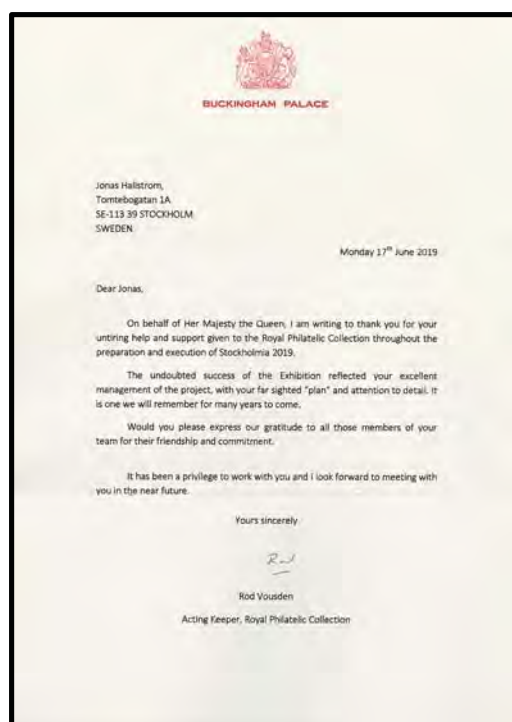 BUCKINGHAM PALACE
Jonas Hallstrom,
Tomtebogatan 1A
SE-113 39 STOCKHOLM
SWEDEN
Monday 17th June 2019
Dear Jonas,
On behalf of Her Majesty the Queen, I am writing to thank you for your
untiring help and support given to the Royal Philatelic Collection throughout the
preparation and execution of Stockholmia 2019.
The undoubted success of the Exhibition reflected your excellent
management of the project, with your far sighted "plan" and attention to detail. It
is one we will remember for many years to come.
Would you please express our gratitude to all those members of your
team for their friendship and commitment.
It has been a privilege to work with you and I look forward to meeting with
you in the near future.
Yours sincerely
Rod
Rod Vousden
Acting Keeper, Royal Philatelic Collection